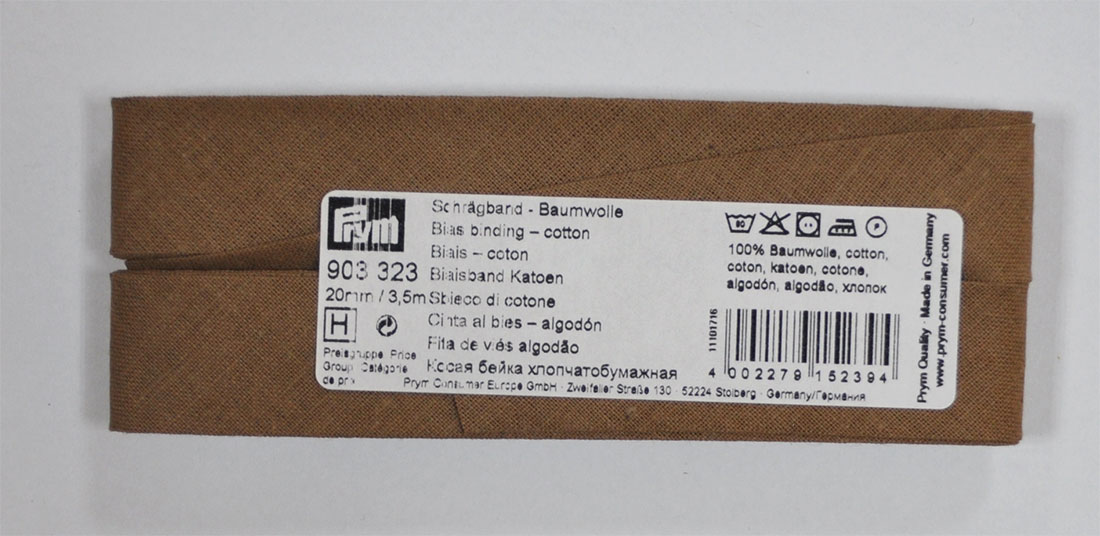 Prym
903 323
20mm / 3,5m
H
Preisgruppe Price
Group Catégorie
de prix
Schrägband - Baumwolle
Bias binding – cotton
Biais – coton
Biaisband Katoen
Sbieco di cotone
Cinta al bies – algodón
Fita de viés algodão
Косая бейка хлопчатобумажная
Prym Consumer Europe GmbH · Zweifaller Straße 130 · 52224 Stolberg · Germany/Германия
100% Baumwolle, cotton,
coton, katoen, cotone,
algodón, algodão, хлопок
11101716
4 002279 152394
Prym Quality · Made in Germany
www.prym-consumer.com